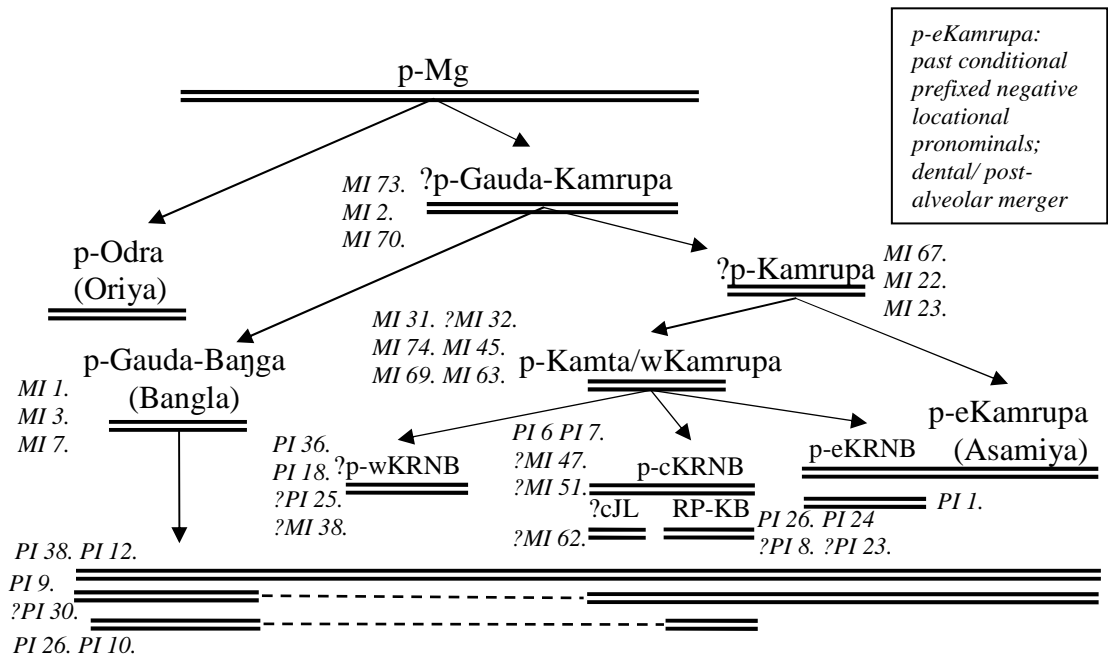 p-eKamrupa:
past conditional
prefixed negative
locational
pronominals;
dental/ post-
alveolar merger
p-Mg
?p-Gauda-Kamrupa
MI 73.
MI 2.
MI 70.
p-Odra
(Oriya)
?p-Kamrupa
MI 67.
MI 22.
MI 23.
MI 31. ?MI 32.
MI 74. MI 45.
MI 69. MI 63.
p-Gauda-Baŋga
(Bangla)
MI 1.
MI 3.
MI 7.
p-Kamta/wKamrupa
p-eKamrupa
(Asamiya)
PI 36.
PI 18.
?PI 25.
?MI 38.
?p-wKRNB
PI 6 PI 7.
?MI 47.
?MI 51.
p-cKRNB
p-eKRNB
PI 1.
?cJL
RP-KB
?MI 62.
PI 26. PI 24
?PI 8. ?PI 23.
PI 38. PI 12.
PI 9.
?PI 30.
PI 26. PI 10.